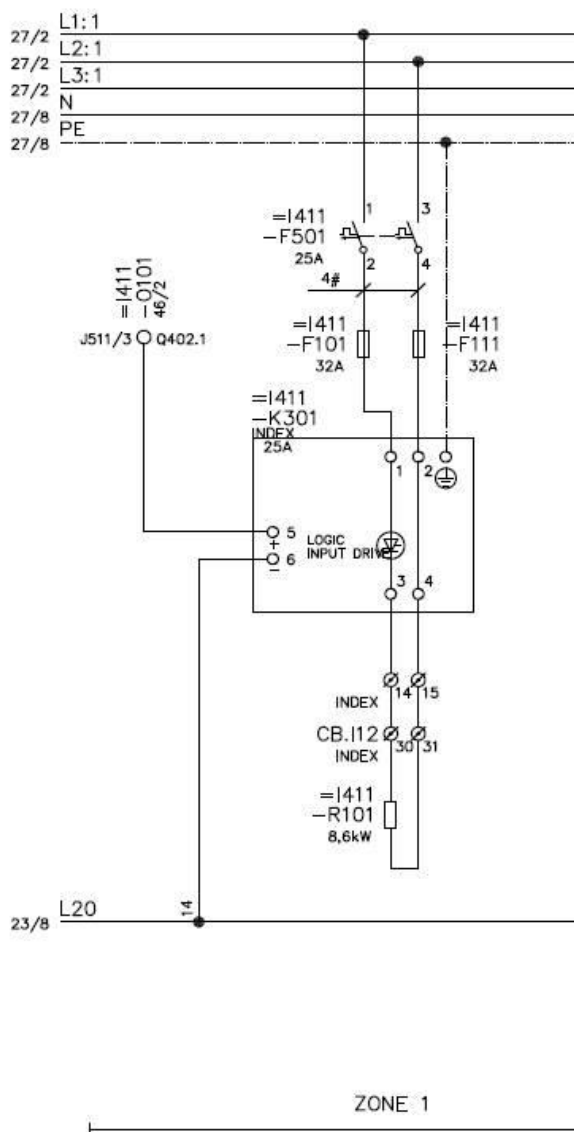 27/2 L1:1
27/2 L2:1
27/2 L3:1
27/8 N
27/8 PE
=I411
-F501
25A
1
3
2
4
4#
=I411
-O101
46/2
J511/3
Q402.1
=I411
-F101
32A
=I411
-F111
32A
=I411
-K301
INDEX
25A
1
2
5
+
6
-
LOGIC
INPUT DRIVE
3
4
14
15
INDEX
CB.I12
30
31
INDEX
=I411
-R101
8,6kW
23/8 L20
14
ZONE 1